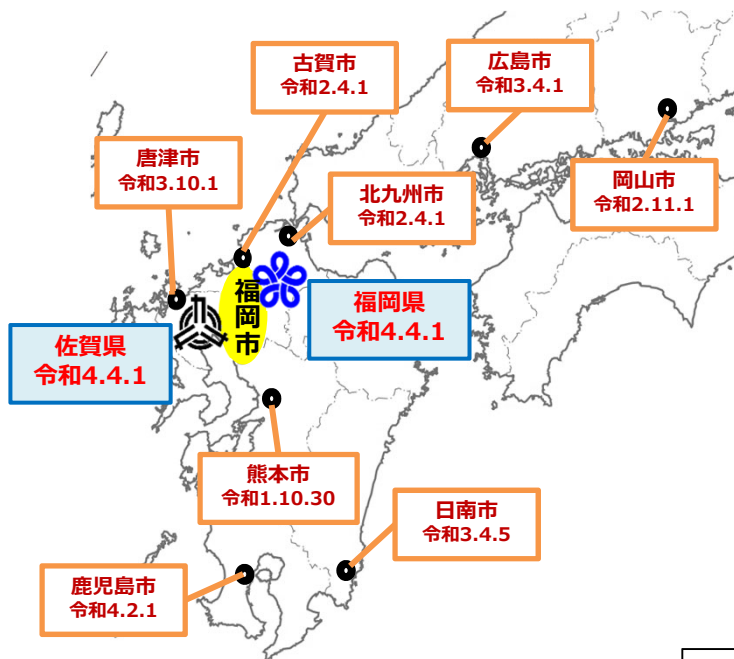 古賀市
令和2.4.1
広島市
令和3.4.1
唐津市
令和3.10.1
北九州市
令和2.4.1
岡山市
令和2.11.1
福岡市
福岡県
令和4.4.1
佐賀県
令和4.4.1
熊本市
令和1.10.30
日南市
令和3.4.5
鹿児島市
令和4.2.1